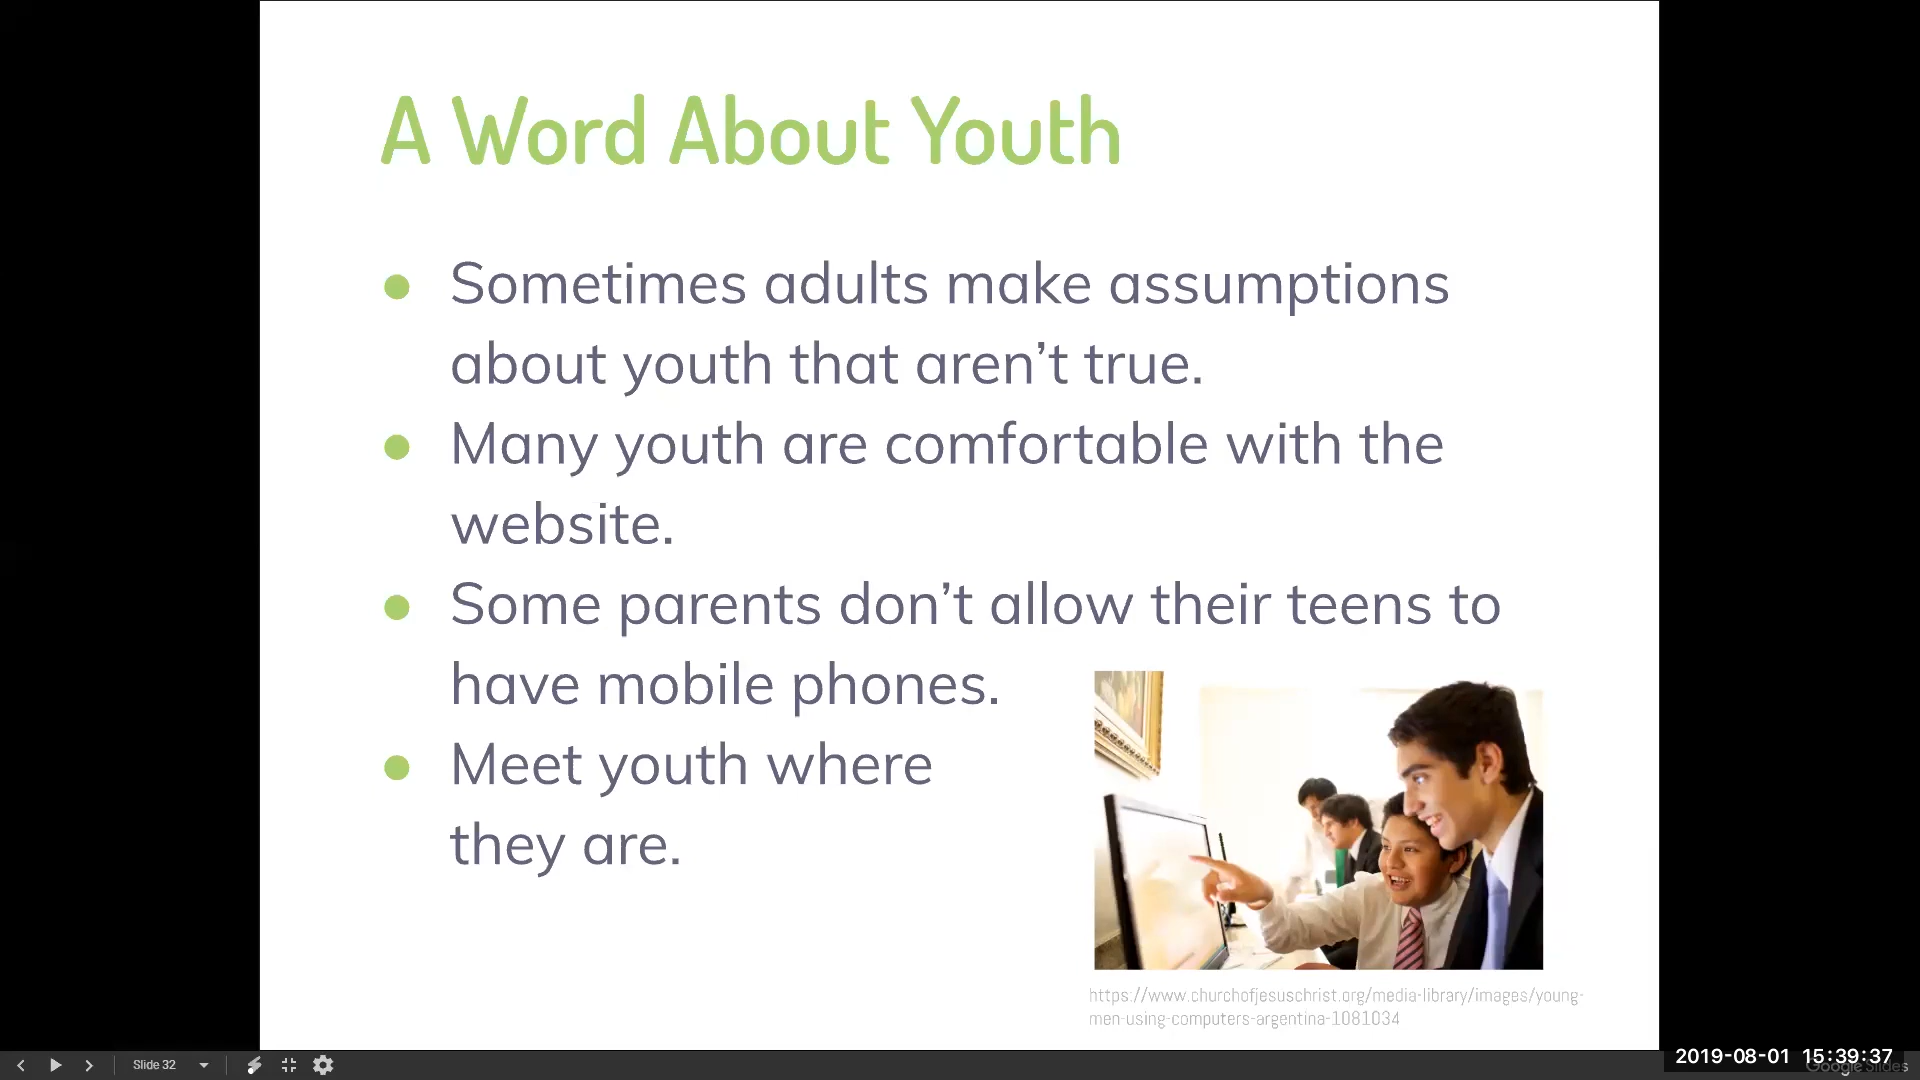 A Word About Youth
● Sometimes adults make assumptions
about youth that aren’t true.
● Many youth are comfortable with the
website.
● Some parents don’t allow their teens to
have mobile phones.
● Meet youth where
they are.
https://www.churchofjesuschrist.org/media-library/images/young-
men-using-computers-argentina-1081034
Slide 32
2019-08-01 15:39:37
Google Slides